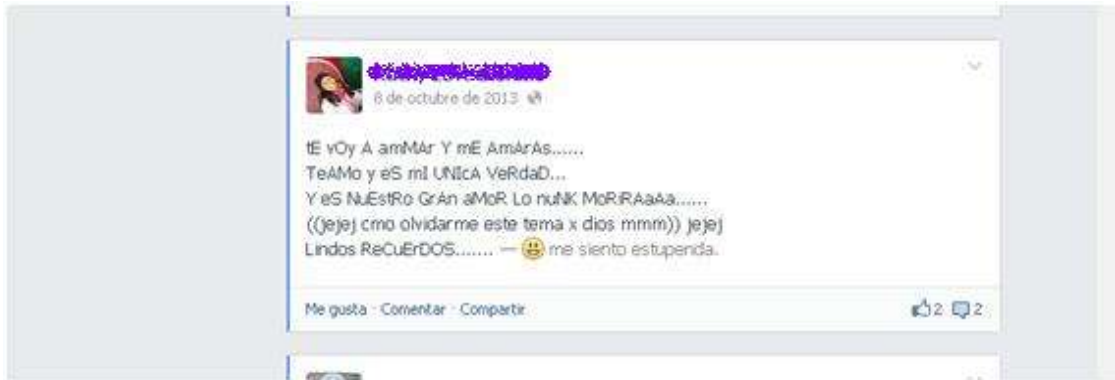 8 de octubre de 2013
tE vOy A amMAr Y mE AmArAs......
TeAMo y eS mI UNIcA VeRdaD...
Y eS NuEstRo GrAn aMoR Lo nuNK MoRiRAaAa......
((jejej cmo olvidarme este tema x dios mmm)) jejej
Lindos ReCuErDOS........ — me siento estupenda.
Me gusta · Comentar · Compartir
2 2